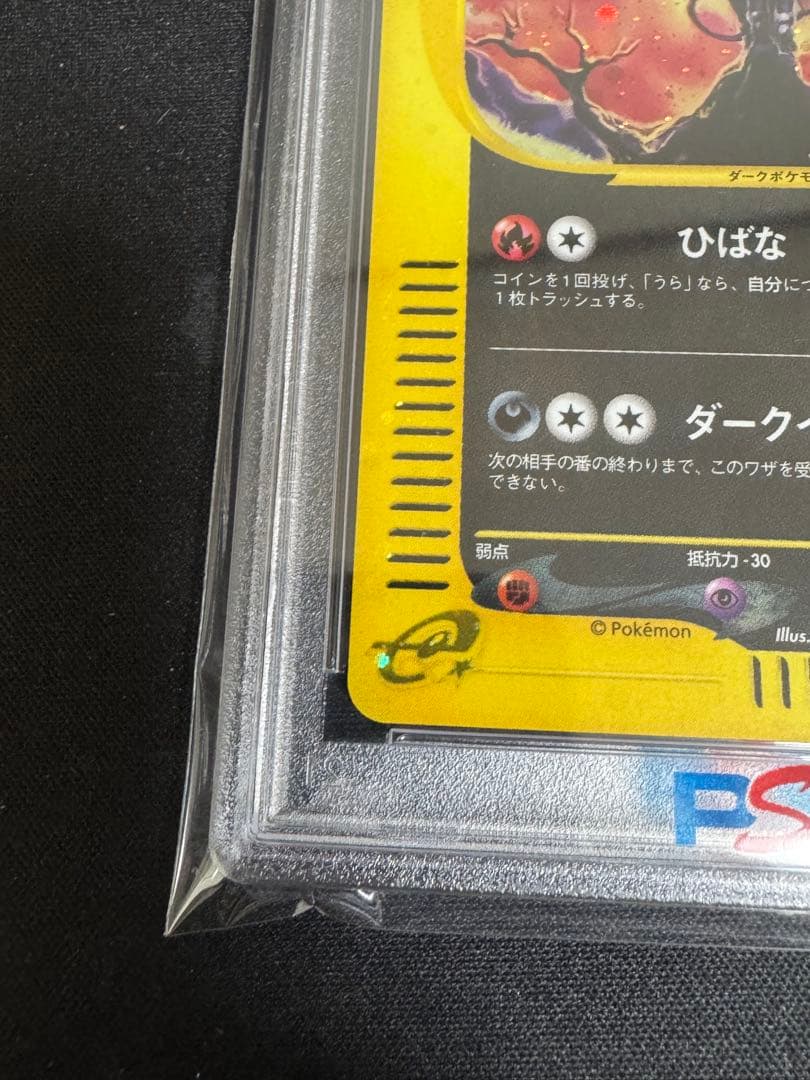 ダークポケモ
ひばな
コインを1回投げ、「うら」なら、自分につ
1枚トラッシュする。
ダーク
次の相手の番の終わりまで、このワザを受
できない。
弱点
抵抗力 -30
© Pokémon
Illus.
e
PS